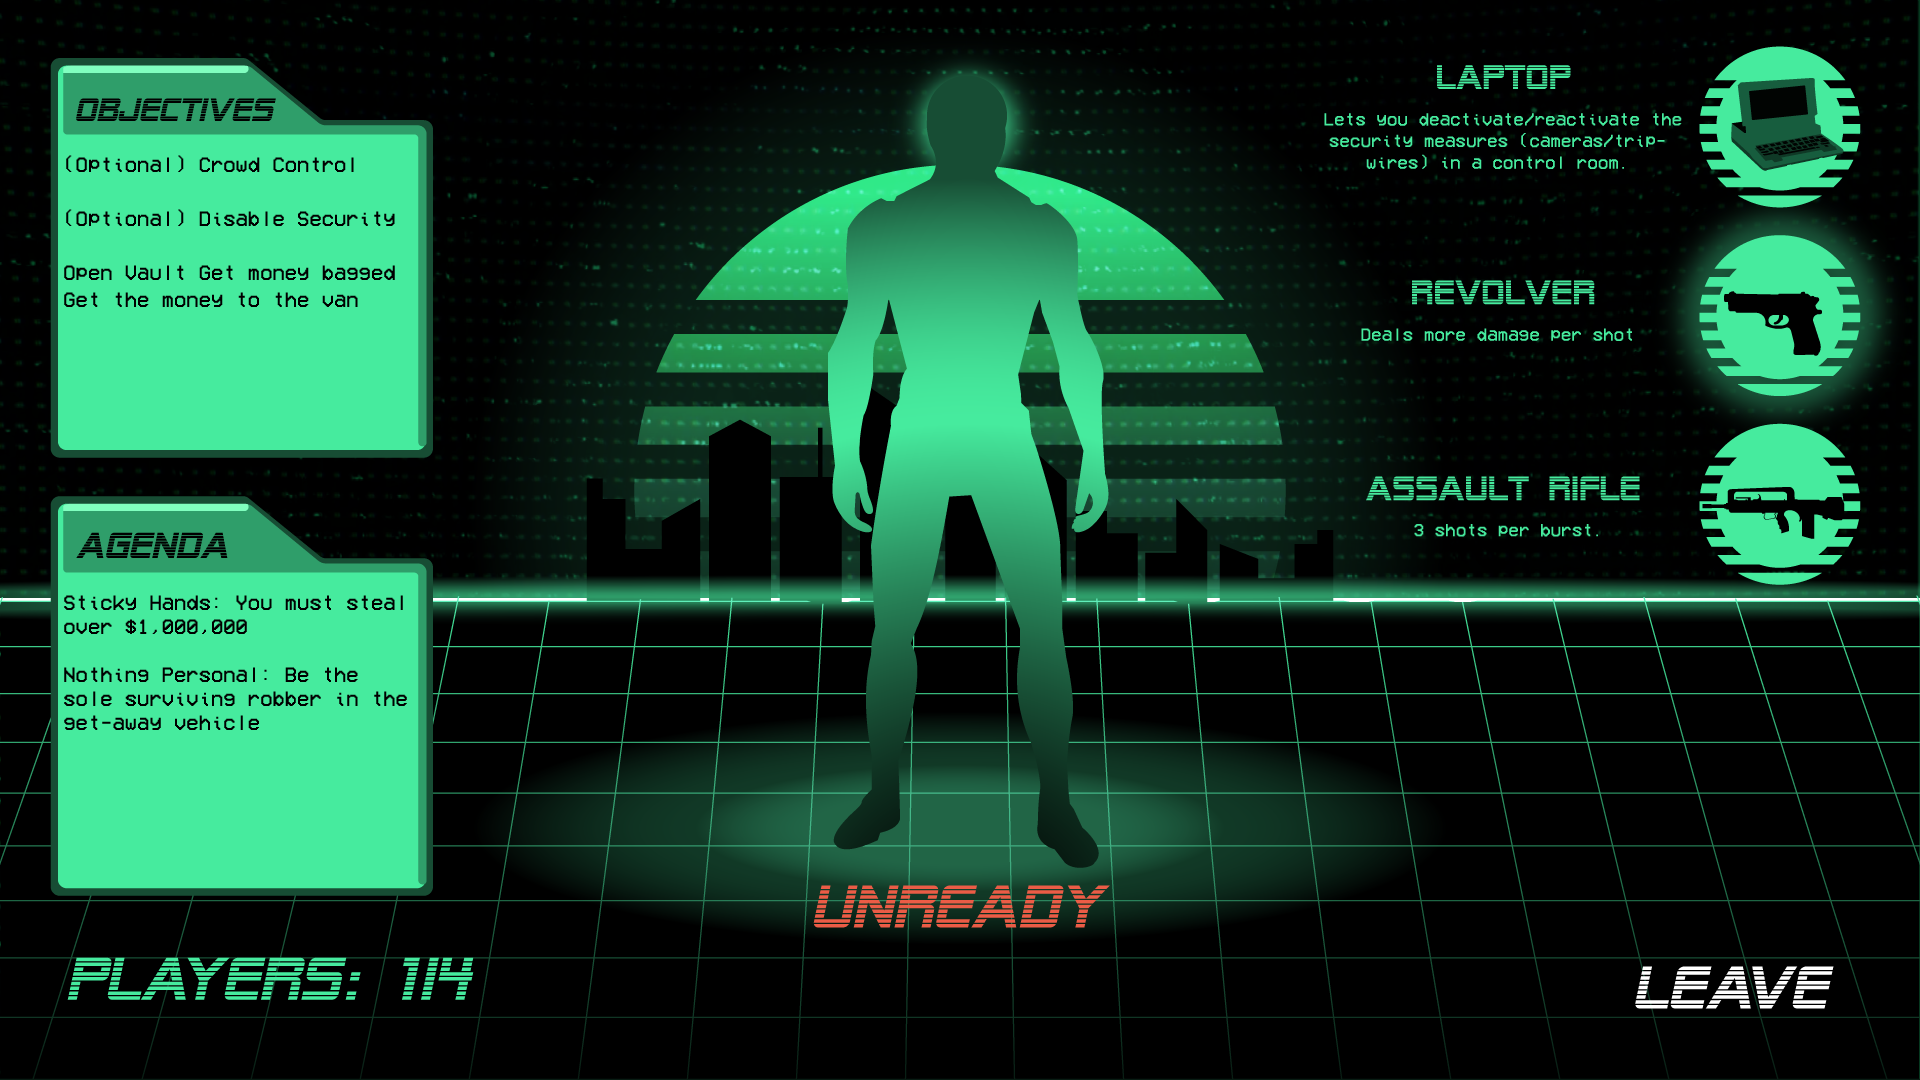 OBJECTIVES
(Optional) Crowd Control
(Optional) Disable Security
Open Vault Get money bagged
Get the money to the van
AGENDA
Sticky Hands: You must steal
over $1,000,000
Nothing Personal: Be the
sole surviving robber in the
get-away vehicle
PLAYERS: 1/4
UNREADY
LAPTOP
Lets you deactivate/reactivate the
security measures (cameras/trip-
wires) in a control room.
REVOLVER
Deals more damage per shot
ASSAULT RIFLE
3 shots per burst.
LEAVE